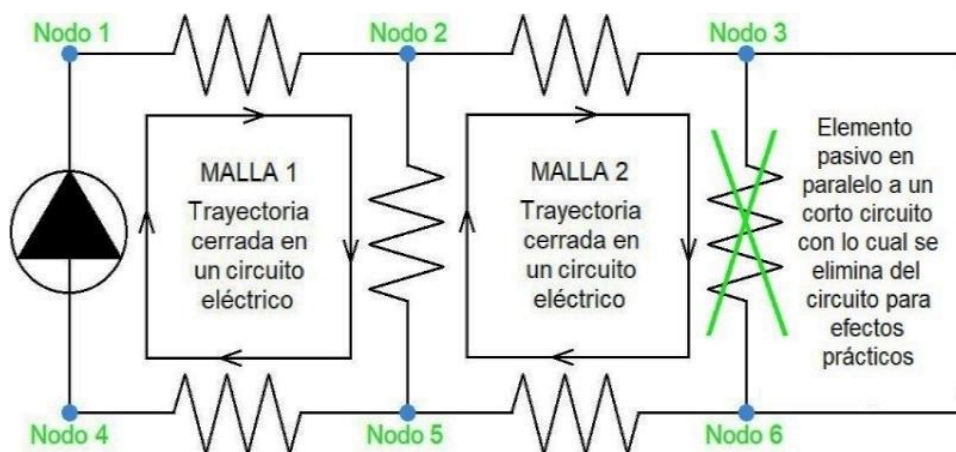 Nodo 1
Nodo 2
Nodo 3
MALLA 1
Trayectoria
cerrada en
un circuito
eléctrico
MALLA 2
Trayectoria
cerrada en
un circuito
eléctrico
Elemento
pasivo en
paralelo a un
corto circuito
con lo cual se
elimina del
circuito para
efectos
prácticos
Nodo 4
Nodo 5
Nodo 6